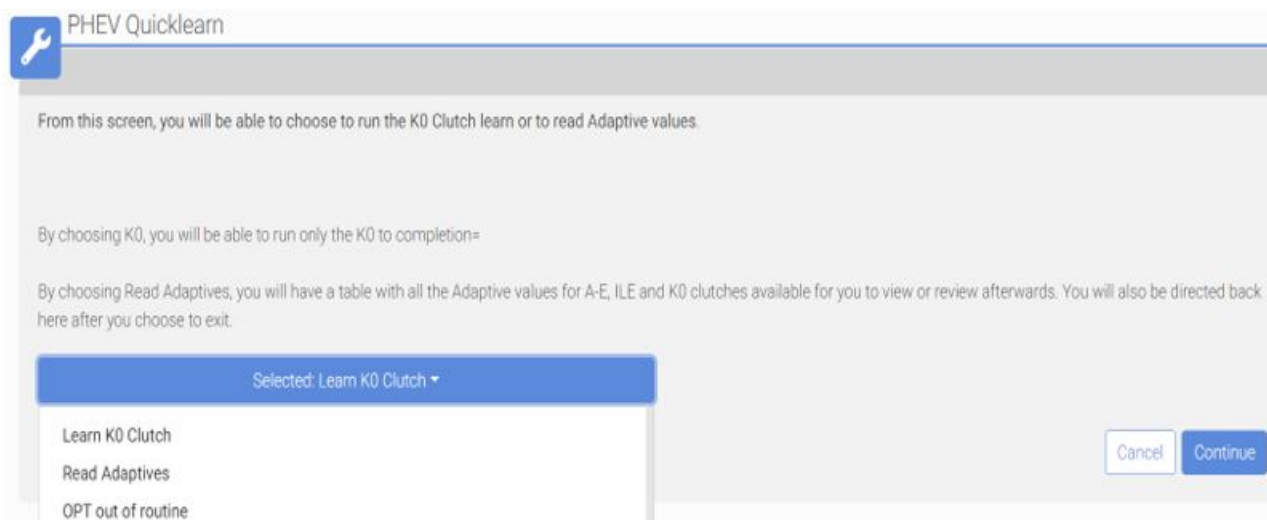 PHEV Quicklearn
From this screen, you will be able to choose to run the K0 Clutch learn or to read Adaptive values.
By choosing K0, you will be able to run only the K0 to completion=
By choosing Read Adaptives, you will have a table with all the Adaptive values for A-E, ILE and K0 clutches available for you to view or review afterwards. You will also be directed back
here after you choose to exit.
Selected: Learn K0 Clutch
Learn K0 Clutch
Read Adaptives
Cancel Continue
OPT out of routine